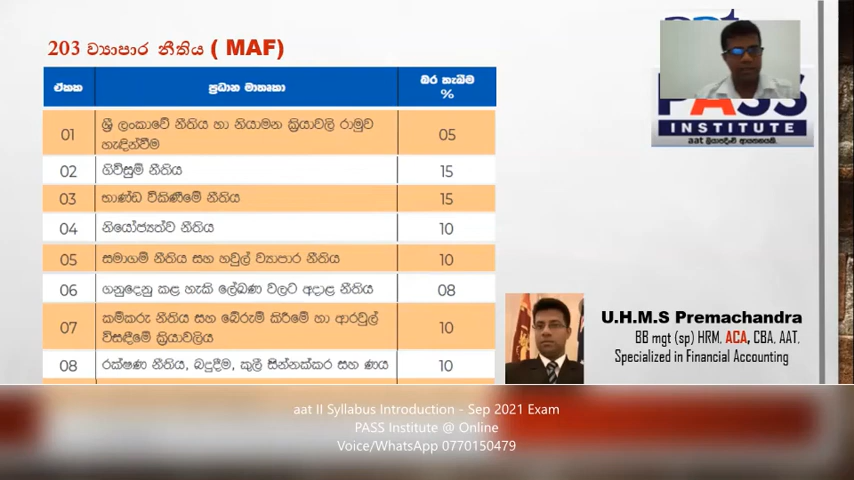 203 ව්‍යාපාර නීතිය ( MAF)
ඒකක ප්‍රධාන මාතෘකා බර තැබීම %
01 ශ්‍රී ලංකාවේ නීතිය හා නියාමන ක්‍රියාවලි රාමුව හැඳින්වීම 05
02 ගිවිසුම් නීතිය 15
03 භාණ්ඩ විකිණීමේ නීතිය 15
04 නියෝජ්‍යත්ව නීතිය 10
05 සමාගම් නීතිය සහ හවුල් ව්‍යාපාර නීතිය 10
06 ගනුදෙනු කළ හැකි ලේඛණ වලට අදාළ නීතිය 08
07 කම්කරු නීතිය සහ බේරුම් කිරීමේ හා ආරවුල් විසඳීමේ ක්‍රියාවලිය 10
08 රක්ෂණ නීතිය, බදුදීම, කුලී සින්නක්කර සහ ණය 10
PASS
INSTITUTE
U.H.M.S Premachandra
BB mgt (sp) HRM, ACA, CBA, AAT,
Specialized in Financial Accounting
aat II Syllabus Introduction - Sep 2021 Exam
PASS Institute @ Online
Voice/WhatsApp 0770150479